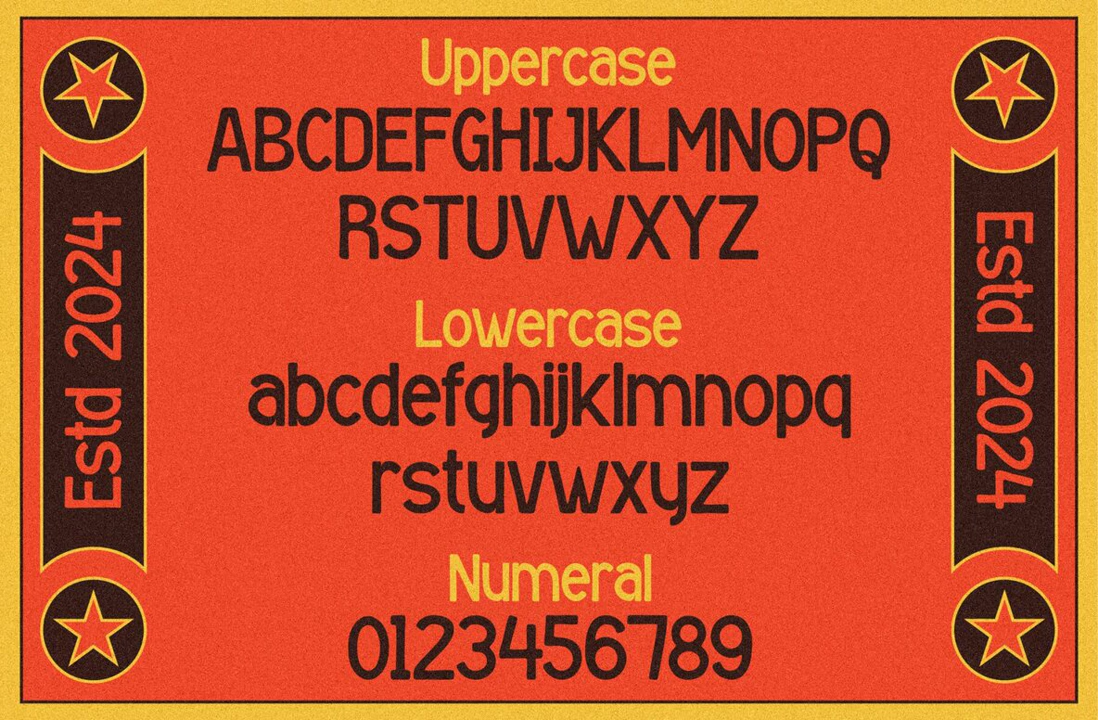 Uppercase
ABCDEFGHIJKLMNOPQ
RSTUVWXYZ
Lowercase
abcdefghijklmnopq
rstuvwxyz
Numeral
0123456789
Estd 2024
Estd 2024